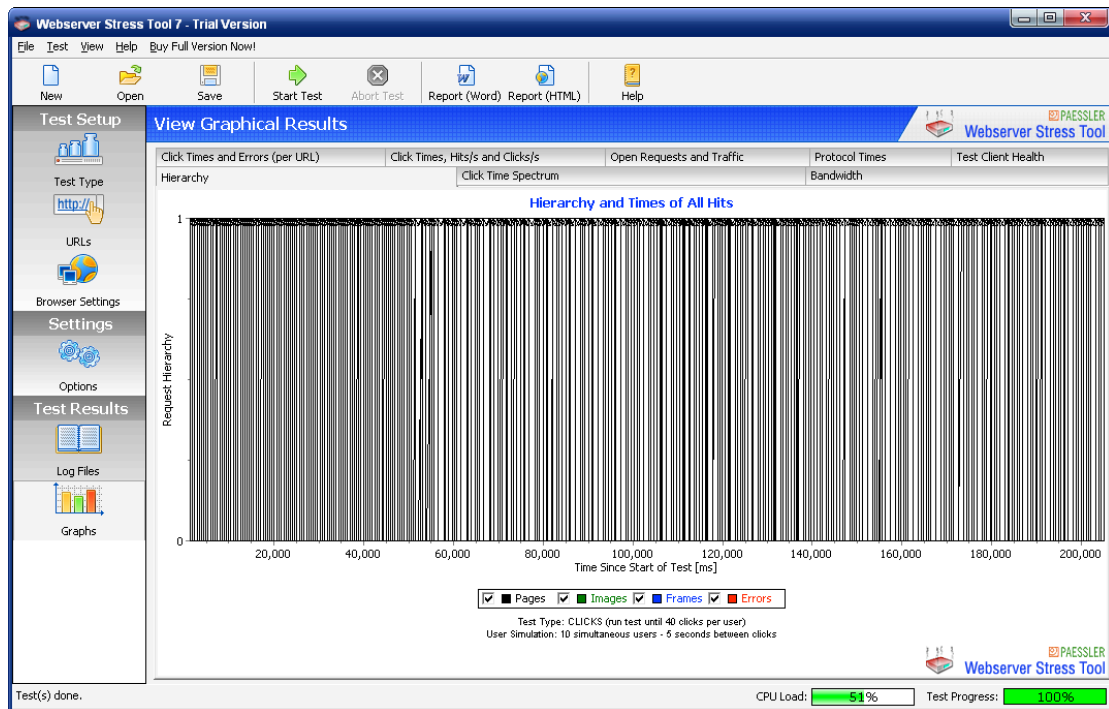 Webserver Stress Tool 7 - Trial Version
File Test View Help Buy Full Version Now!
New Open Save Start Test Abort Test Report (Word) Report (HTML) Help
Test Setup
Test Type
http://
URLs
Browser Settings
Settings
Options
Test Results
Log Files
Graphs
View Graphical Results
PAESSLER
Webserver Stress Tool
Click Times and Errors (per URL) Click Times, Hits/s and Clicks/s Open Requests and Traffic Protocol Times Test Client Health
Hierarchy Click Time Spectrum Bandwidth
Hierarchy and Times of All Hits
1
Request Hierarchy
0
20,000 40,000 60,000 80,000 100,000 120,000 140,000 160,000 180,000 200,000
Time Since Start of Test [ms]
Pages Images Frames Errors
Test Type: CLICKS (run test until 40 clicks per user)
User Simulation: 10 simultaneous users - 5 seconds between clicks
PAESSLER
Webserver Stress Tool
Test(s) done. CPU Load: 51% Test Progress: 100%